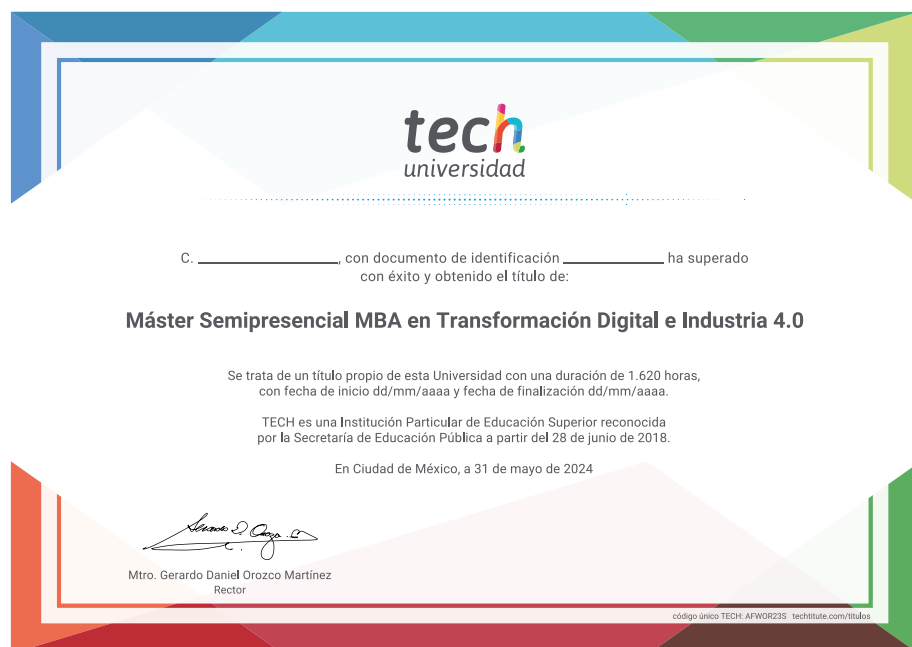 tech
universidad
C. ____________, con documento de identificación ____________ ha superado
con éxito y obtenido el título de:
Máster Semipresencial MBA en Transformación Digital e Industria 4.0
Se trata de un título propio de esta Universidad con una duración de 1.620 horas,
con fecha de inicio dd/mm/aaaa y fecha de finalización dd/mm/aaaa.
TECH es una Institución Particular de Educación Superior reconocida
por la Secretaría de Educación Pública a partir del 28 de junio de 2018.
En Ciudad de México, a 31 de mayo de 2024
Mtro. Gerardo Daniel Orozco Martínez
Rector
código único TECH: AFWOR23S techtitute.com/titulos